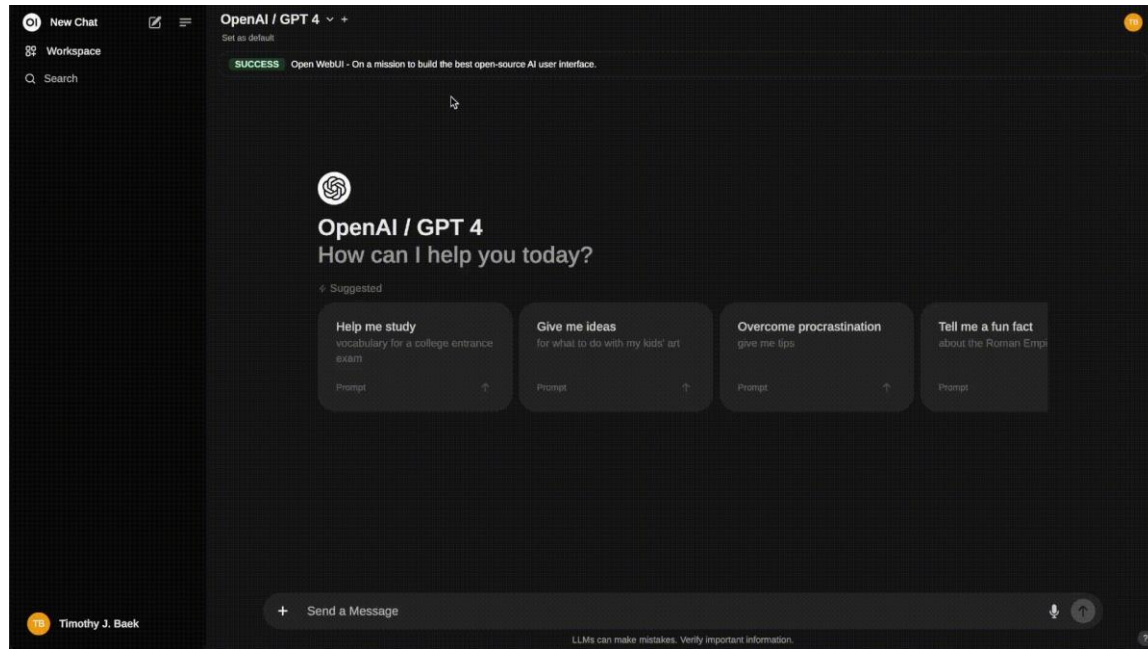 OI New Chat
Workspace
Search
TB Timothy J. Baek
OpenAI / GPT 4
Set as default
TB
SUCCESS Open WebUI - On a mission to build the best open-source AI user interface.
OpenAI / GPT 4
How can I help you today?
Suggested
Help me study
vocabulary for a college entrance
exam
Prompt
Give me ideas
for what to do with my kids' art
Prompt
Overcome procrastination
give me tips
Prompt
Tell me a fun fact
about the Roman Empi
Prompt
+ Send a Message
LLMs can make mistakes. Verify important information.
?